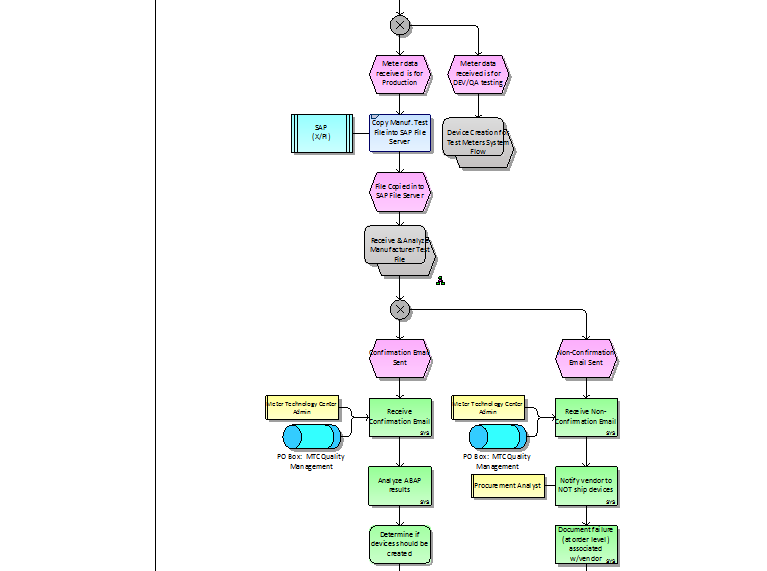 Meter data
received is for
Production
Meter data
received is for
DEV/QA testing
SAP
(X/PI)
Copy Manuf. Test
File into SAP File
Server
Device Creation for
Test Meters System
Flow
File Copied into
SAP File Server
Receive & Analyze
Manufacturer Test
File
Confirmation Email
Sent
Non-Confirmation
Email Sent
Meter Technology Center
Admin
Receive
Confirmation Email
sys
Meter Technology Center
Admin
Receive Non-
Confirmation Email
sys
PO Box: MTC Quality
Management
PO Box: MTC Quality
Management
Analyze ABAP
results
sys
Procurement Analyst
Notify vendor to
NOT ship devices
sys
Determine if
devices should be
created
Document failure
(at order level)
associated
w/vendor
sys